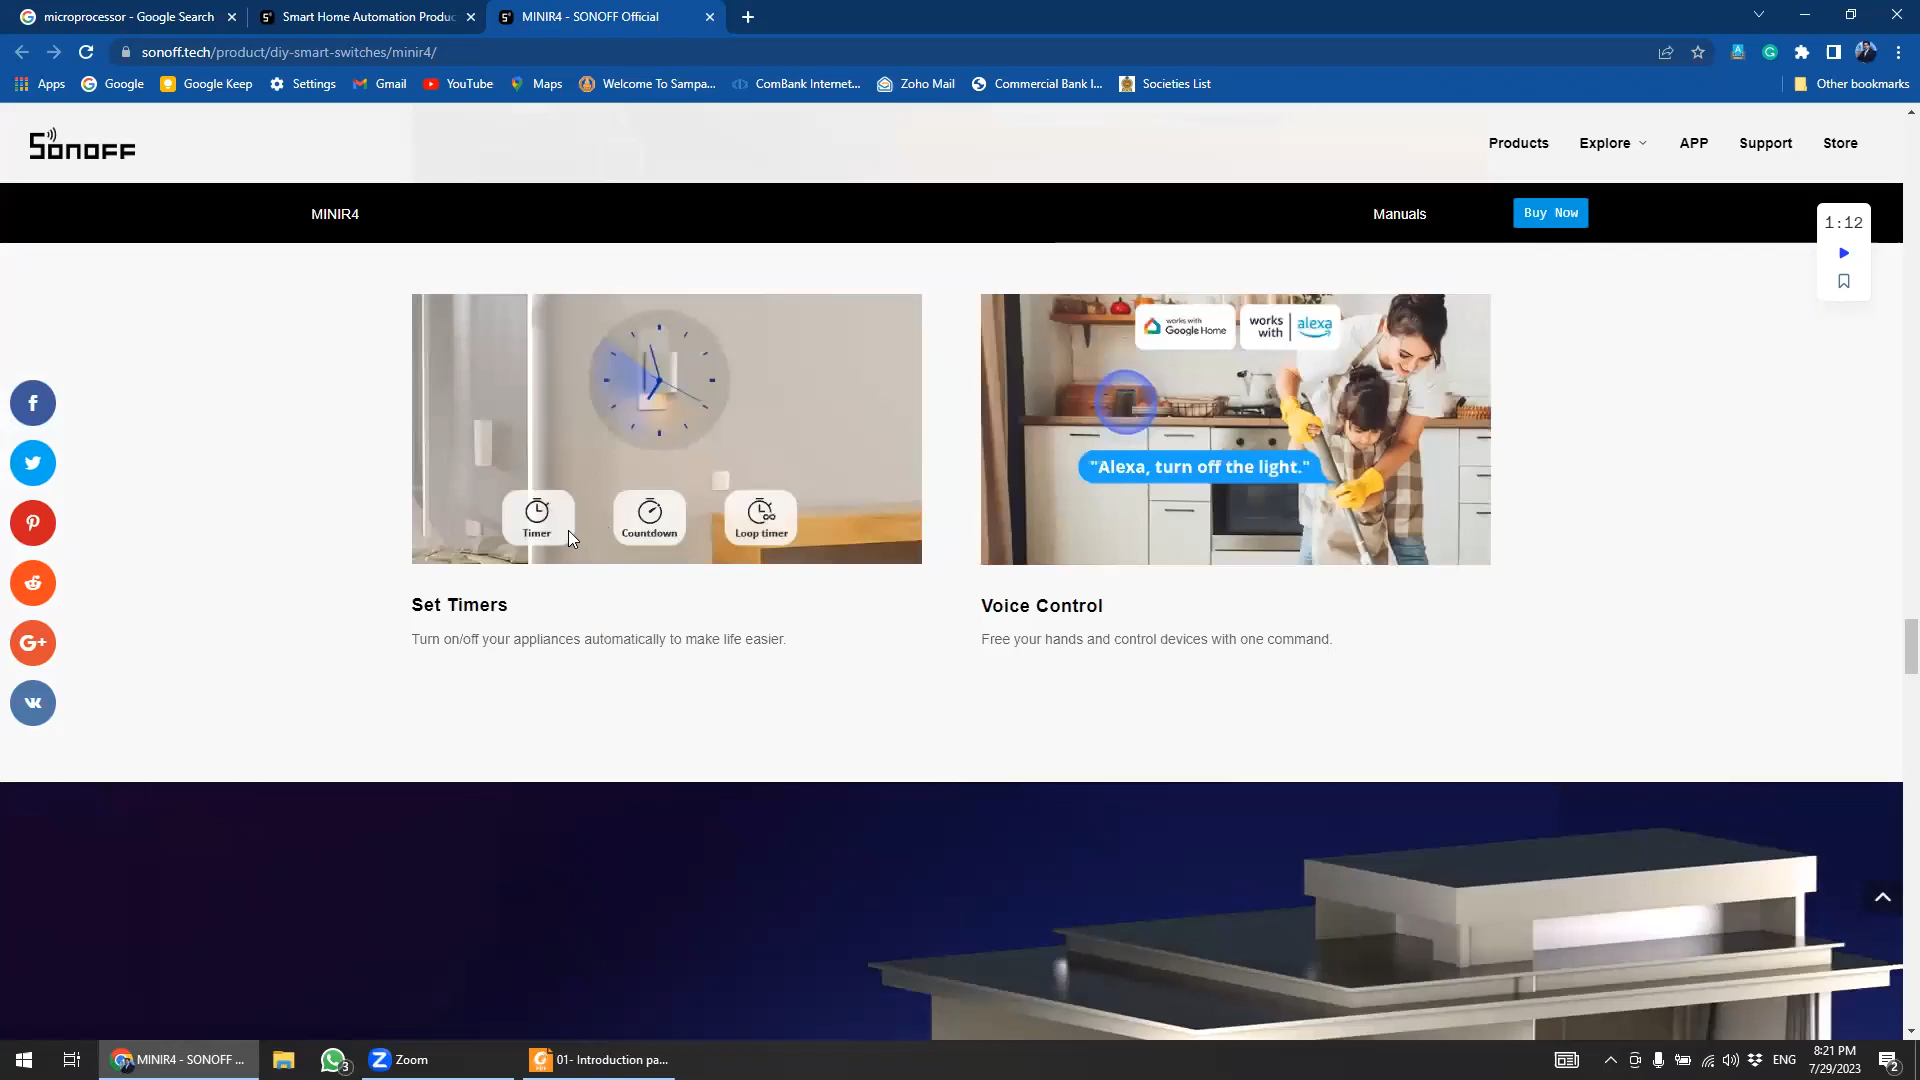 microprocessor - Google Search
Smart Home Automation Produc
MINIR4 - SONOFF Official
sonoff.tech/product/diy-smart-switches/minir4/
Apps
Google
Google Keep
Settings
Gmail
YouTube
Maps
Welcome To Sampa...
ComBank Internet...
Zoho Mail
Commercial Bank I...
Societies List
Other bookmarks
SONOFF
Products
Explore
APP
Support
Store
MINIR4
Manuals
Buy Now
1:12
works with
Google Home
works
with
alexa
"Alexa, turn off the light."
Timer
Countdown
Loop timer
Set Timers
Turn on/off your appliances automatically to make life easier.
Voice Control
Free your hands and control devices with one command.
MINIR4 - SONOFF ...
3
Zoom
01- Introduction pa...
ENG
8:21 PM
7/29/2023
2